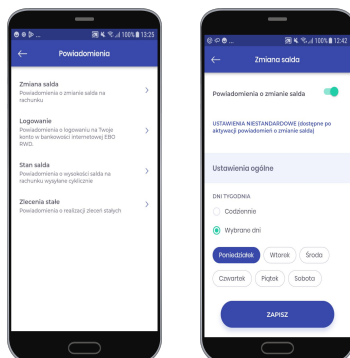 100% 13:25
Powiadomienia
Zmiana salda
Powiadomienia o zmianie salda na
rachunku
Logowanie
Powiadomienia o logowaniu na Twoje
konto w bankowości internetowej EBO
RWD.
Stan salda
Powiadomienia o wysokości salda na
rachunku wysyłane cyklicznie
Zlecenia stałe
Powiadomienia o realizacji zleceń stałych
100% 12:42
Zmiana salda
Powiadomienia o zmianie salda
USTAWIENIA NIESTANDARDOWE (dostępne po
aktywacji powiadomień o zmianie salda)
Ustawienia ogólne
DNI TYGODNIA
Codziennie
Wybrane dni
Poniedziałek Wtorek Środa
Czwartek Piątek Sobota
ZAPISZ